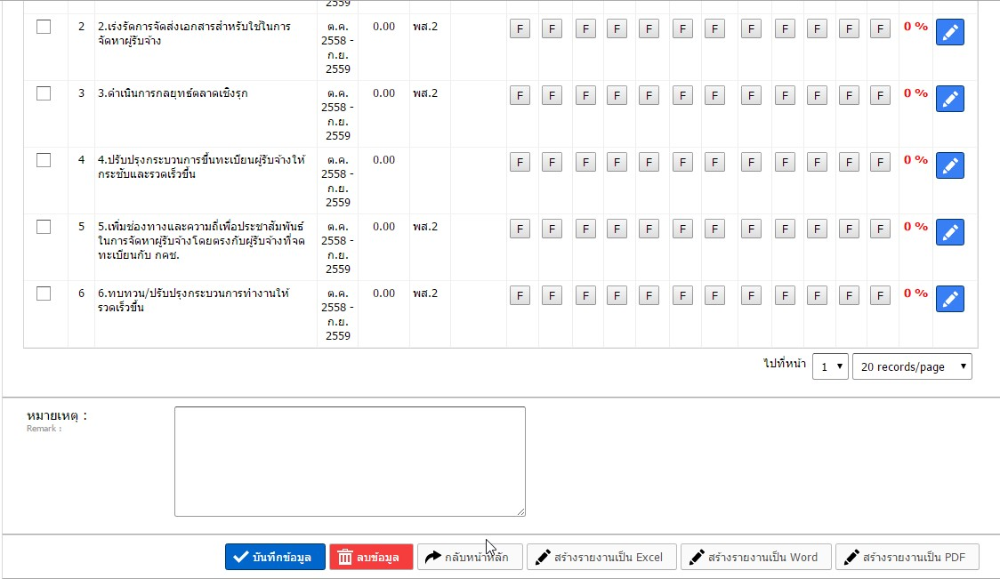 2559
2 2.เร่งรัดการจัดส่งเอกสารสำหรับใช้ในการ ต.ค. 0.00 พส.2 F F F F F F F F F F F F 0 %
จัดหาผู้รับจ้าง 2558 -
ก.ย.
2559
3 3.ดำเนินการกลยุทธ์ตลาดเชิงรุก ต.ค. 0.00 พส.2 F F F F F F F F F F F F 0 %
2558 -
ก.ย.
2559
4 4.ปรับปรุงกระบวนการขึ้นทะเบียนผู้รับจ้างให้ ต.ค. 0.00 F F F F F F F F F F F F 0 %
กระชับและรวดเร็วขึ้น 2558 -
ก.ย.
2559
5 5.เพิ่มช่องทางและความถี่เพื่อประชาสัมพันธ์ ต.ค. 0.00 พส.2 F F F F F F F F F F F F 0 %
ในการจัดหาผู้รับจ้างโดยตรงกับผู้รับจ้างที่จด 2558 -
ทะเบียนกับ กคช. ก.ย.
2559
6 6.ทบทวน/ปรับปรุงกระบวนการทำงานให้ ต.ค. 0.00 พส.2 F F F F F F F F F F F F 0 %
รวดเร็วขึ้น 2558 -
ก.ย.
2559
ไปที่หน้า 1 20 records/page
หมายเหตุ :
Remark :
บันทึกข้อมูล ลบข้อมูล กลับหน้าหลัก สร้างรายงานเป็น Excel สร้างรายงานเป็น Word สร้างรายงานเป็น PDF